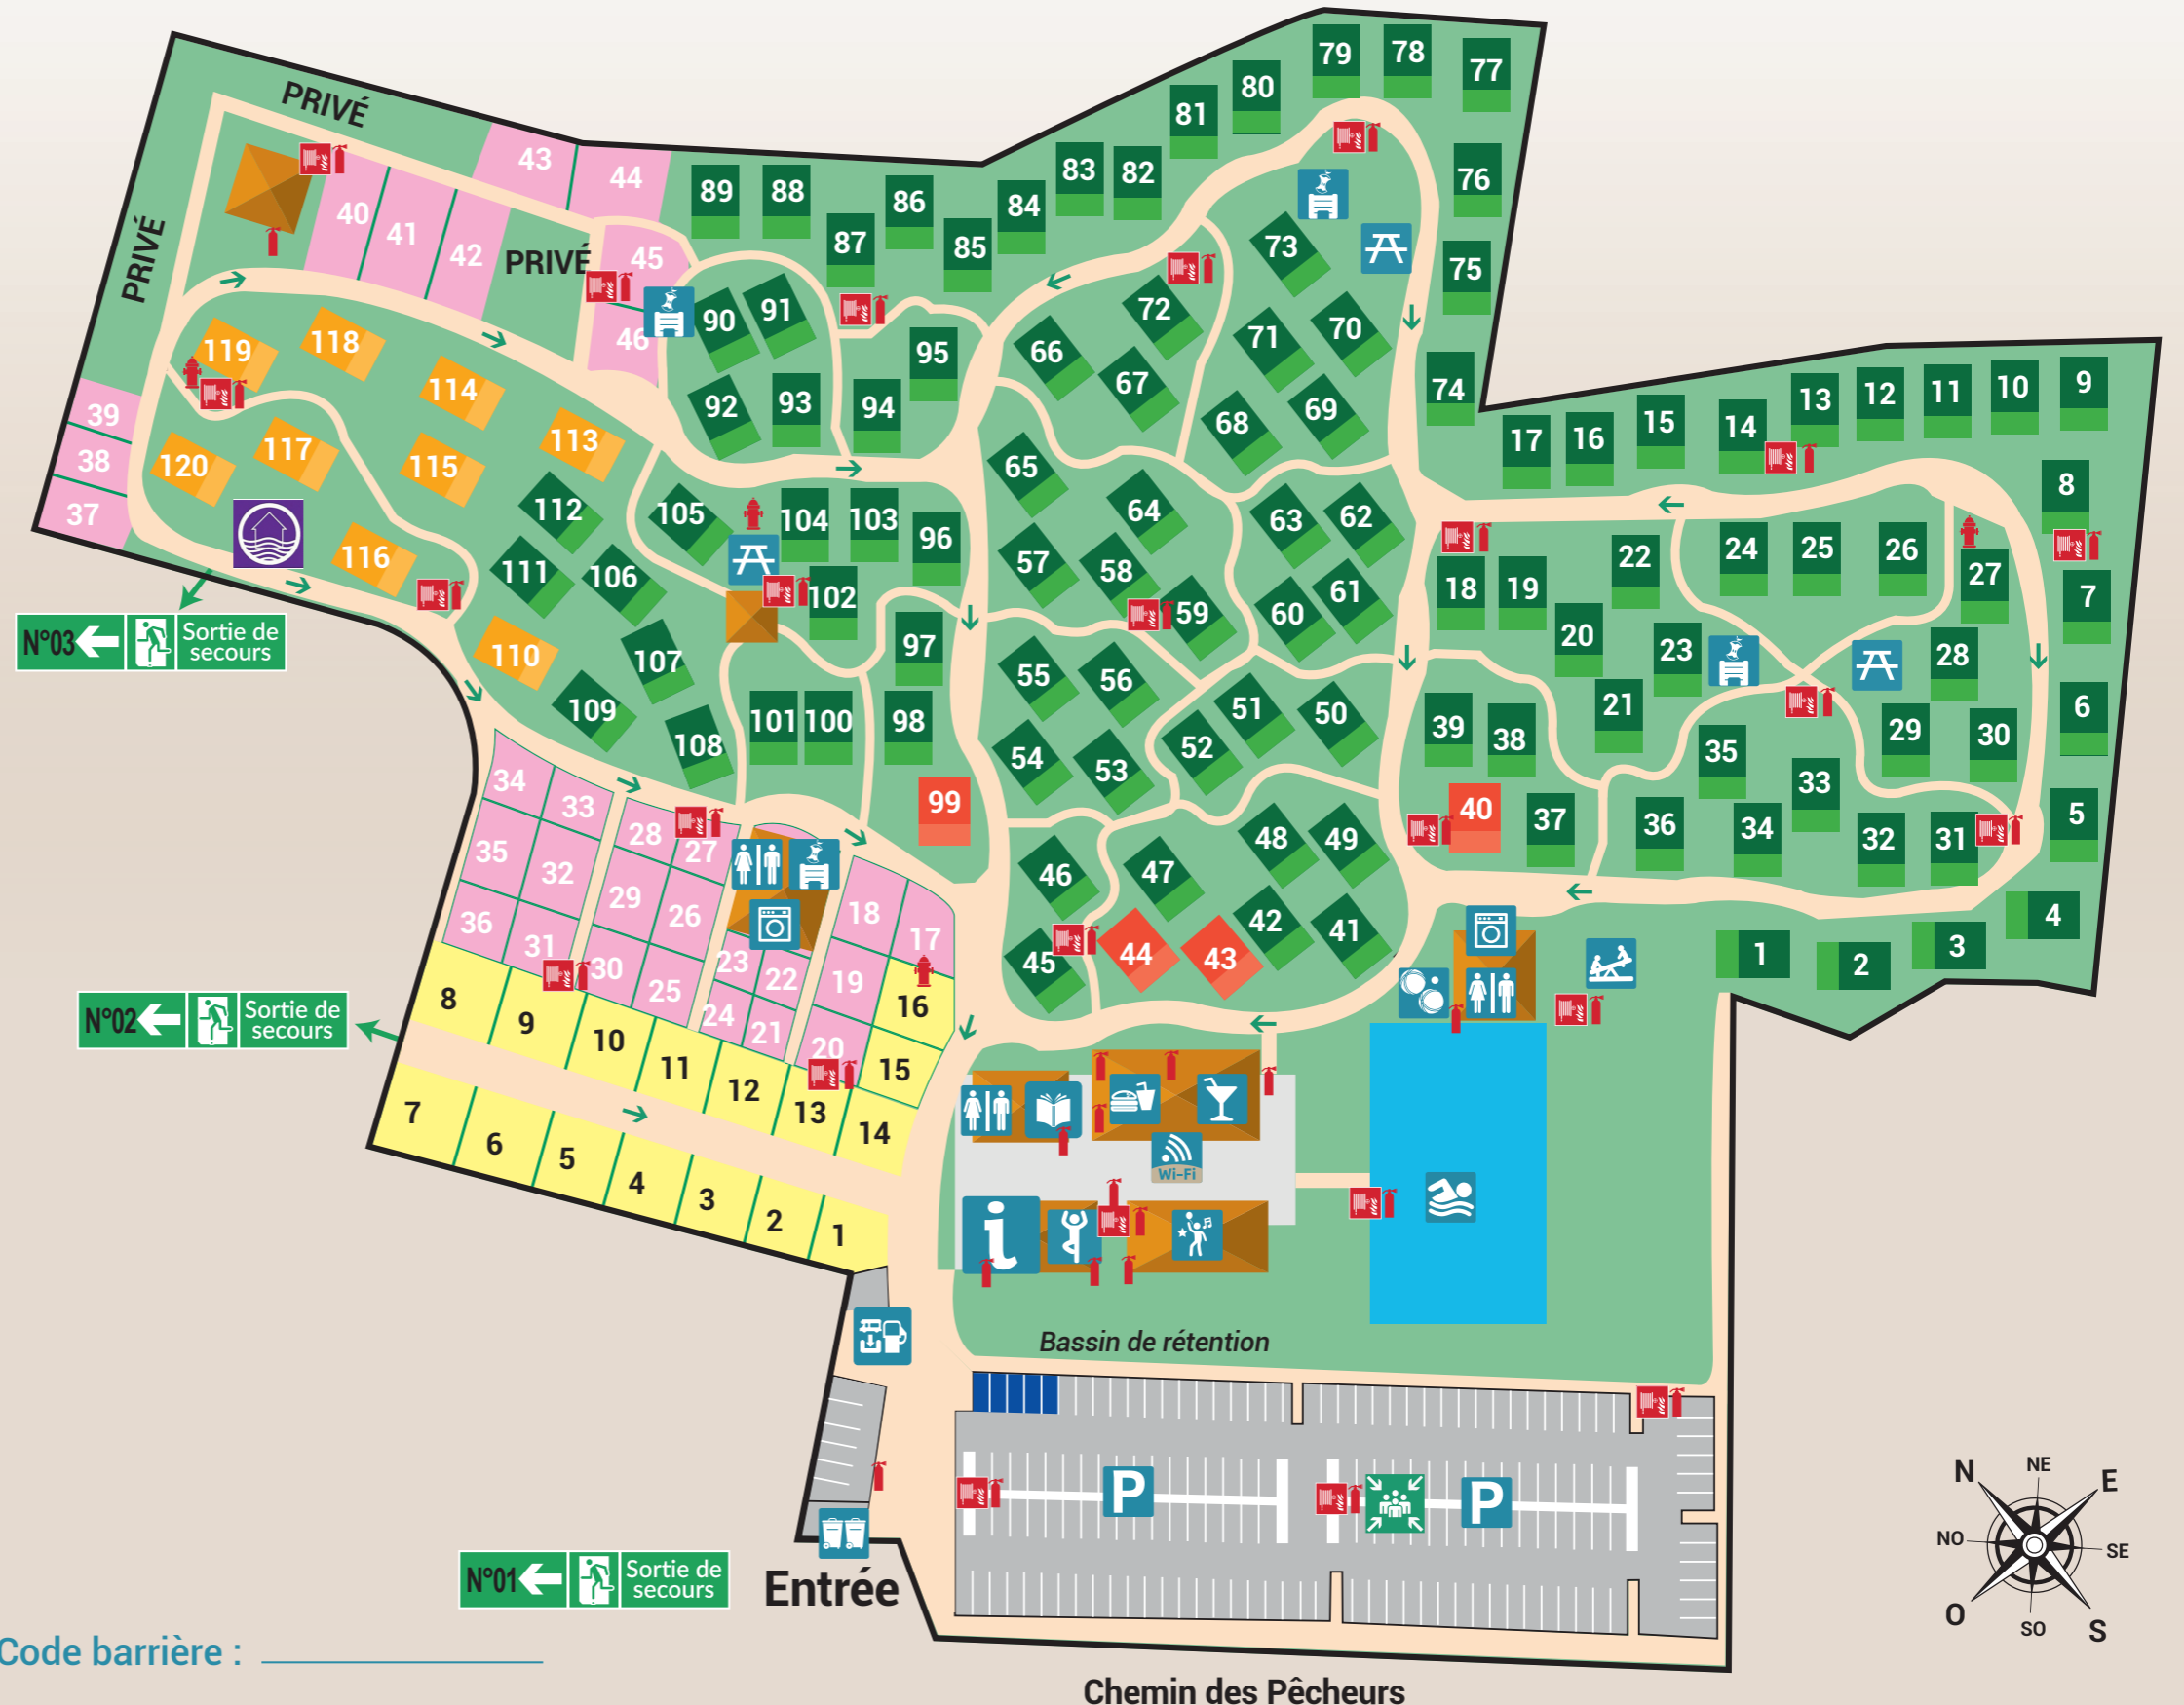 79 78 77
80
81
PRIVÉ
43 44
83 82
76
89 88 86 84
40 41 42
87 85
73
75
PRIVÉ
PRIVÉ
45
46
90 91
72
119 118
66 71 70
95
67
74
114
39
92 93 94
68 69
13 12 11 10 9
17 16 15 14
113
120 117 115
38
37
65
8
112 105 104 103 96
64 63 62
22 24 25 26
116
111 106
57 58
102
59 60 61
18 19
27
7
N°03
Sortie de
secours
110 107
97
55 56
20 23
28
6
109
108
101 100 98
51 50
52
54 53
39 38
21
35
29 30
34 33
99
28 27
35 32
29 26
36 31
30 25
40 37
36 34 33
32 31
5
46 47 48 49
18 17
44 43 42 41
45
4
1 2 3
23 22
24 21
19
20
16
15
8 9 10 11 12 13 14
N°02
Sortie de
secours
7 6 5 4 3 2 1
Wi-Fi
i
Bassin de rétention
P
P
N°01
Sortie de
secours
Entrée
N NE E
NO SE
O SO S
Code barrière :
Chemin des Pêcheurs